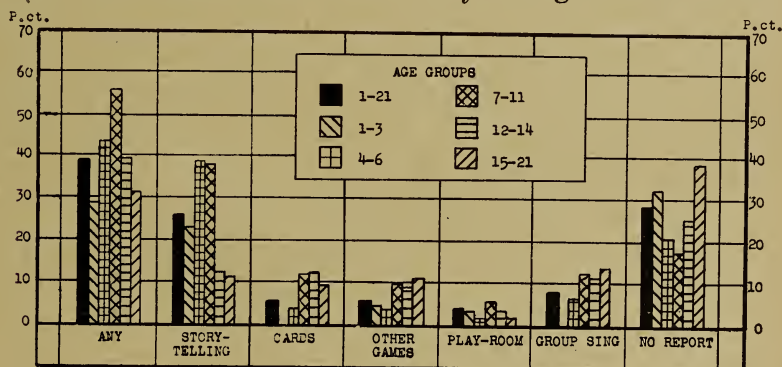 P.ct.
70
60
50
40
30
20
10
0
P.ct.
70
60
50
40
30
20
10
0
AGE GROUPS
1-21
1-3
4-6
7-11
12-14
15-21
ANY
STORY-
TELLING
CARDS
OTHER
GAMES
PLAY-ROOM
GROUP SING
NO REPORT